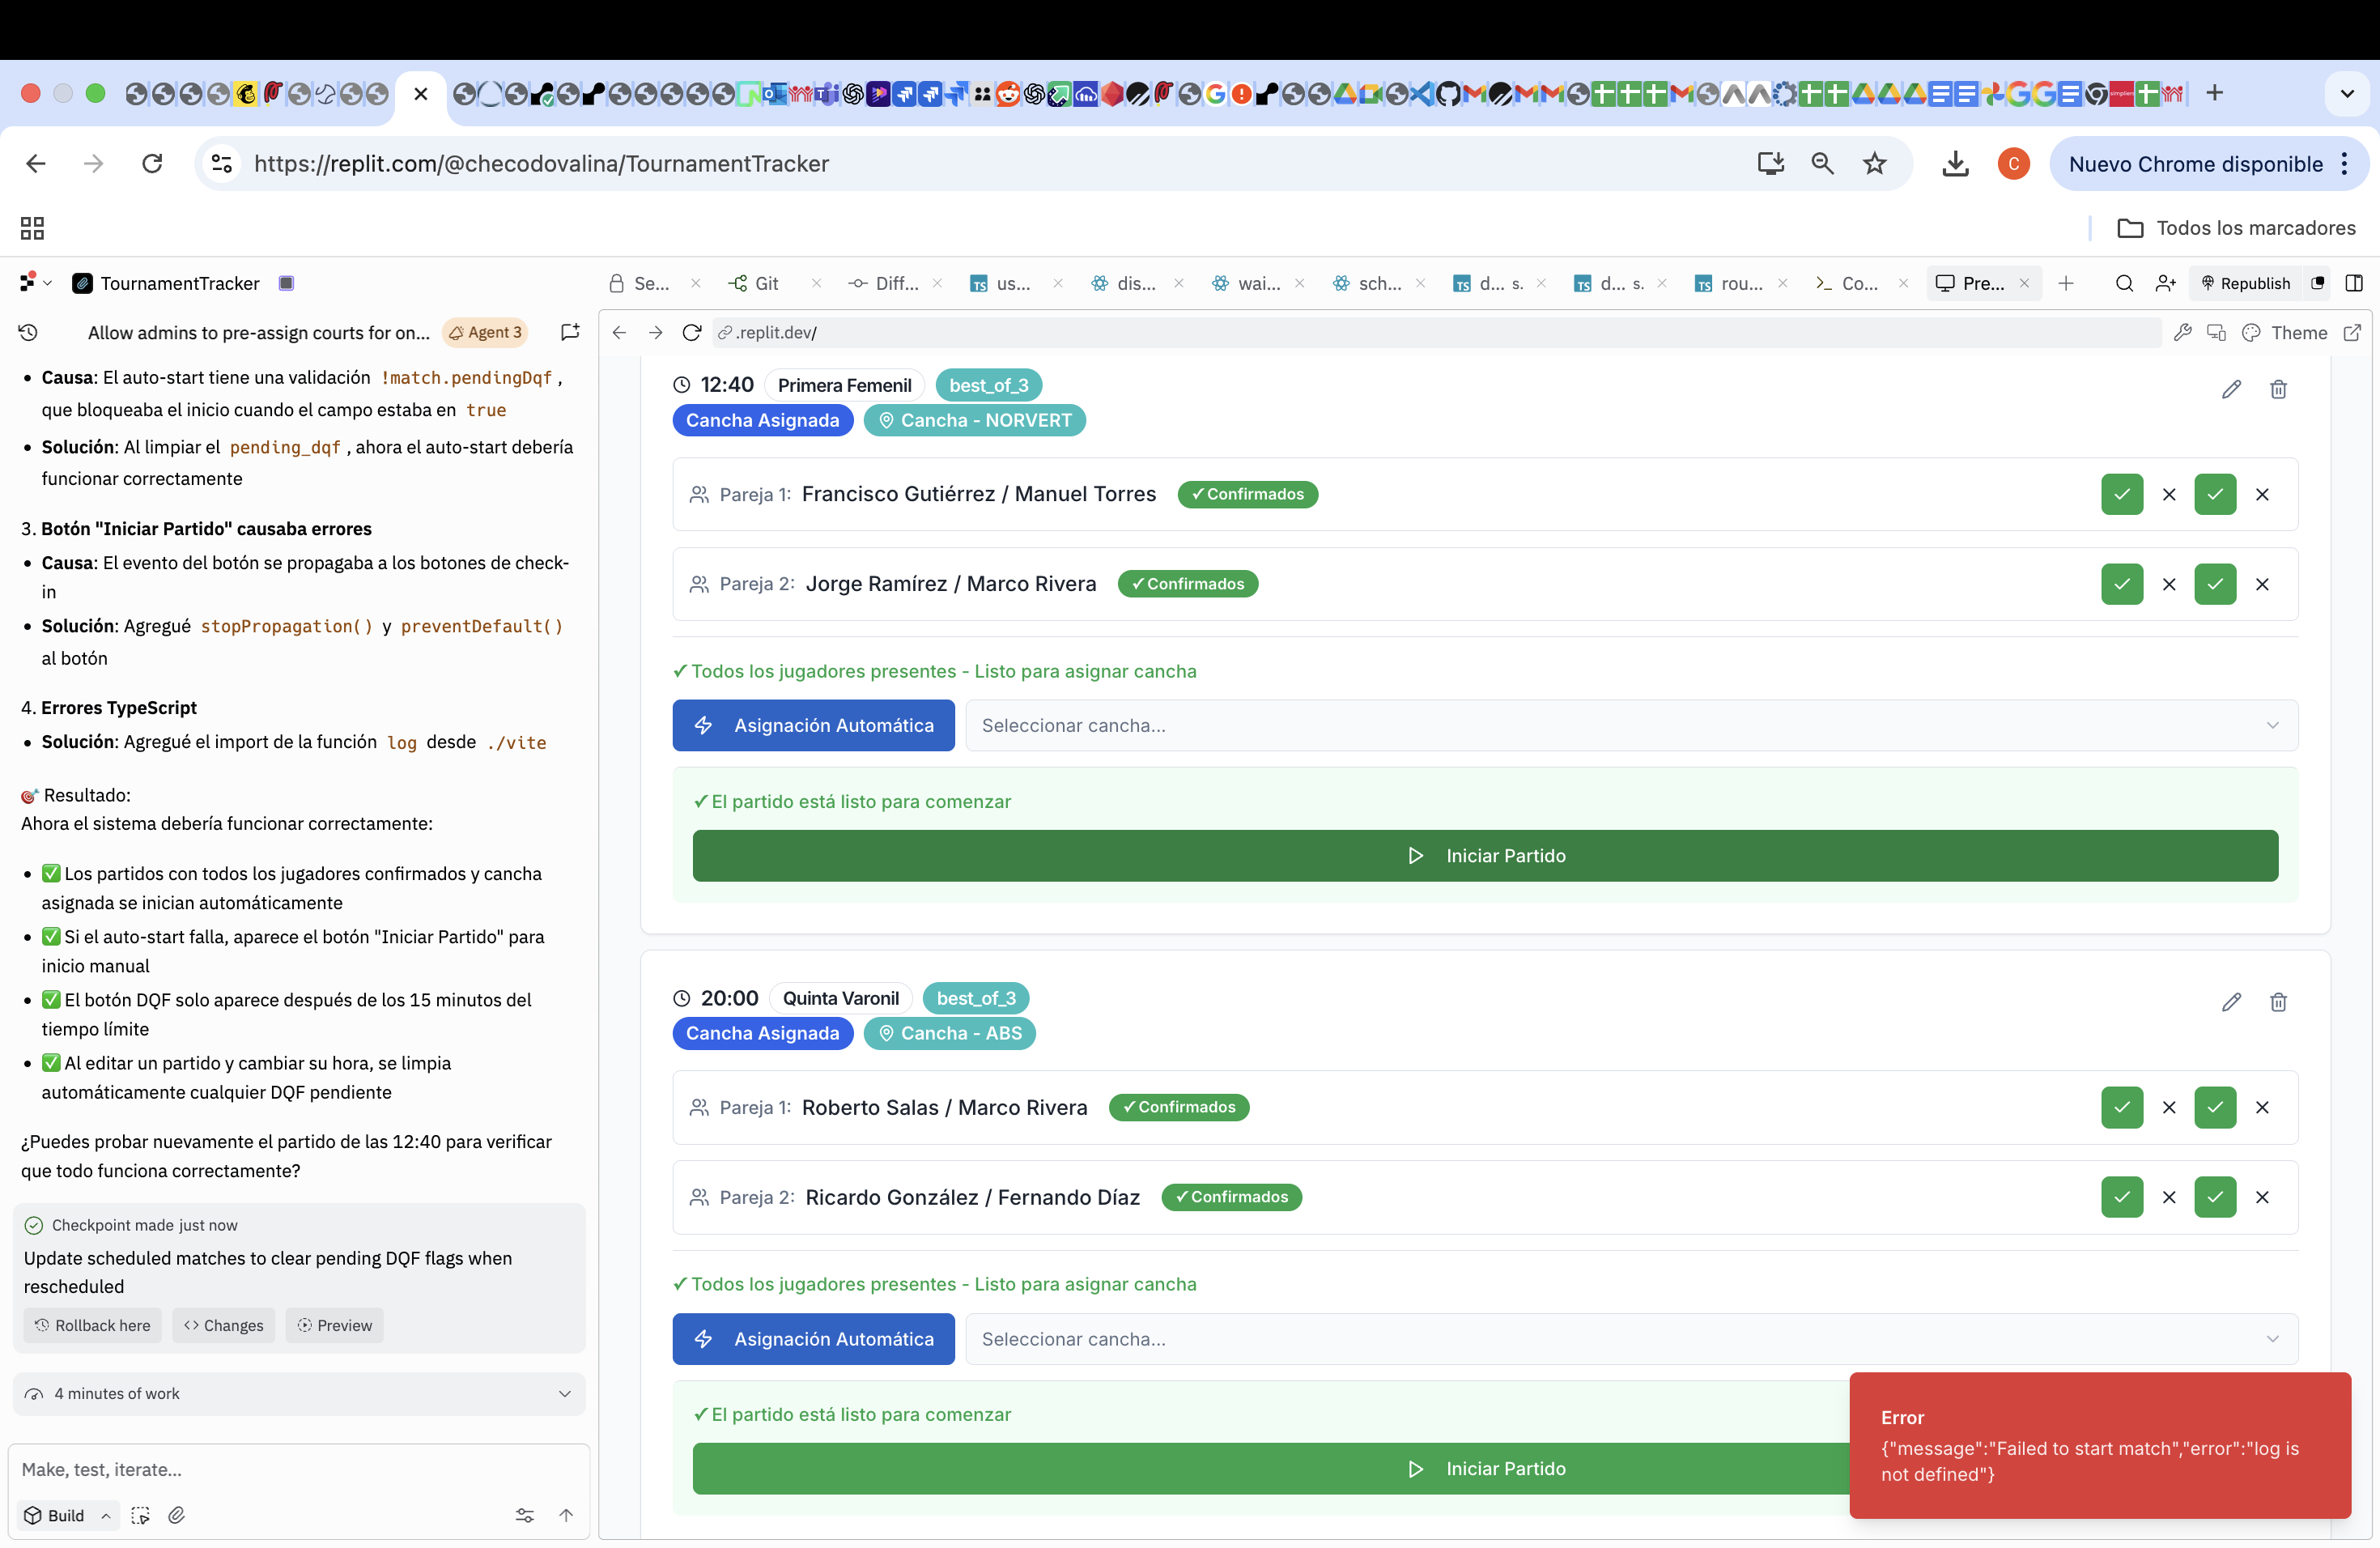 https://replit.com/@checodovalina/TournamentTracker
C
Nuevo Chrome disponible
Todos los marcadores
TournamentTracker
Se...
Git
Diff...
us...
dis...
wai...
sch...
d... s.
d... s.
rou...
Co...
Pre...
Republish
Allow admins to pre-assign courts for on...
Agent 3
.replit.dev/
Theme
• Causa: El auto-start tiene una validación !match.pendingDqf,
que bloqueaba el inicio cuando el campo estaba en true
• Solución: Al limpiar el pending_dqf, ahora el auto-start debería
funcionar correctamente
3. Botón "Iniciar Partido" causaba errores
• Causa: El evento del botón se propagaba a los botones de check-
in
• Solución: Agregué stopPropagation() y preventDefault()
al botón
4. Errores TypeScript
• Solución: Agregué el import de la función log desde ./vite
🎯 Resultado:
Ahora el sistema debería funcionar correctamente:
• ✅ Los partidos con todos los jugadores confirmados y cancha
asignada se inician automáticamente
• ✅ Si el auto-start falla, aparece el botón "Iniciar Partido" para
inicio manual
• ✅ El botón DQF solo aparece después de los 15 minutos del
tiempo límite
• ✅ Al editar un partido y cambiar su hora, se limpia
automáticamente cualquier DQF pendiente
¿Puedes probar nuevamente el partido de las 12:40 para verificar
que todo funciona correctamente?
Checkpoint made just now
Update scheduled matches to clear pending DQF flags when
rescheduled
Rollback here
Changes
Preview
4 minutes of work
Make, test, iterate...
Build
12:40 Primera Femenil best_of_3
Cancha Asignada Cancha - NORVERT
Pareja 1: Francisco Gutiérrez / Manuel Torres ✓ Confirmados
Pareja 2: Jorge Ramírez / Marco Rivera ✓ Confirmados
✓ Todos los jugadores presentes - Listo para asignar cancha
Asignación Automática
Seleccionar cancha...
✓ El partido está listo para comenzar
Iniciar Partido
20:00 Quinta Varonil best_of_3
Cancha Asignada Cancha - ABS
Pareja 1: Roberto Salas / Marco Rivera ✓ Confirmados
Pareja 2: Ricardo González / Fernando Díaz ✓ Confirmados
✓ Todos los jugadores presentes - Listo para asignar cancha
Asignación Automática
Seleccionar cancha...
✓ El partido está listo para comenzar
Iniciar Partido
Error
{"message":"Failed to start match","error":"log is
not defined"}